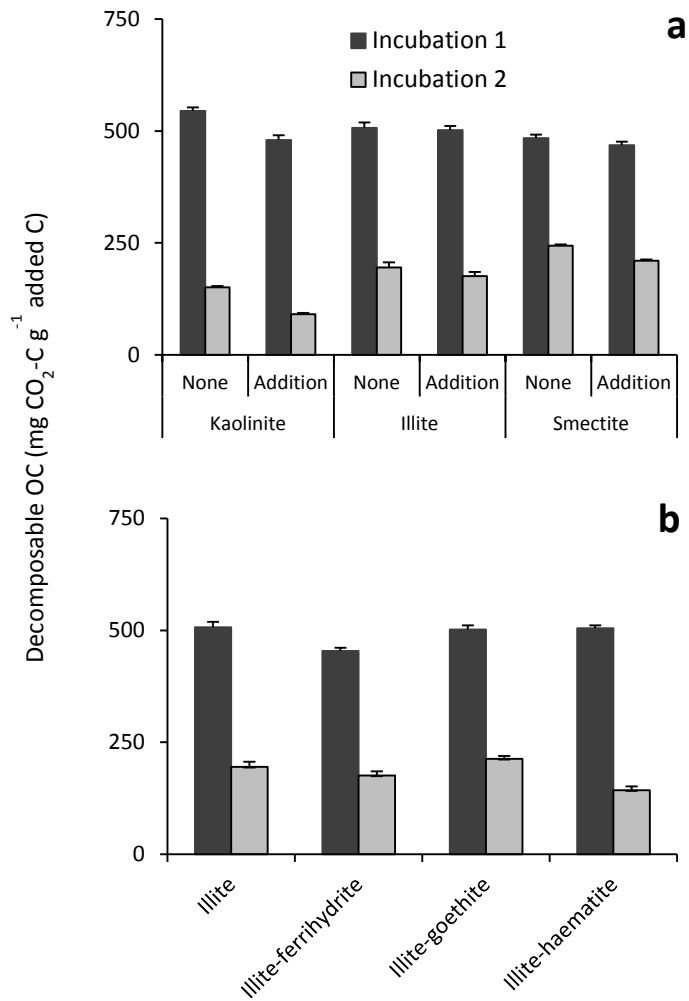 a
750
500
250
0
Incubation 1
Incubation 2
None Addition None Addition None Addition
Kaolinite Illite Smectite
Decomposable OC (mg CO₂-C g⁻¹ added C)
b
750
500
250
0
Illite
Illite-ferrihydrite
Illite-goethite
Illite-haematite